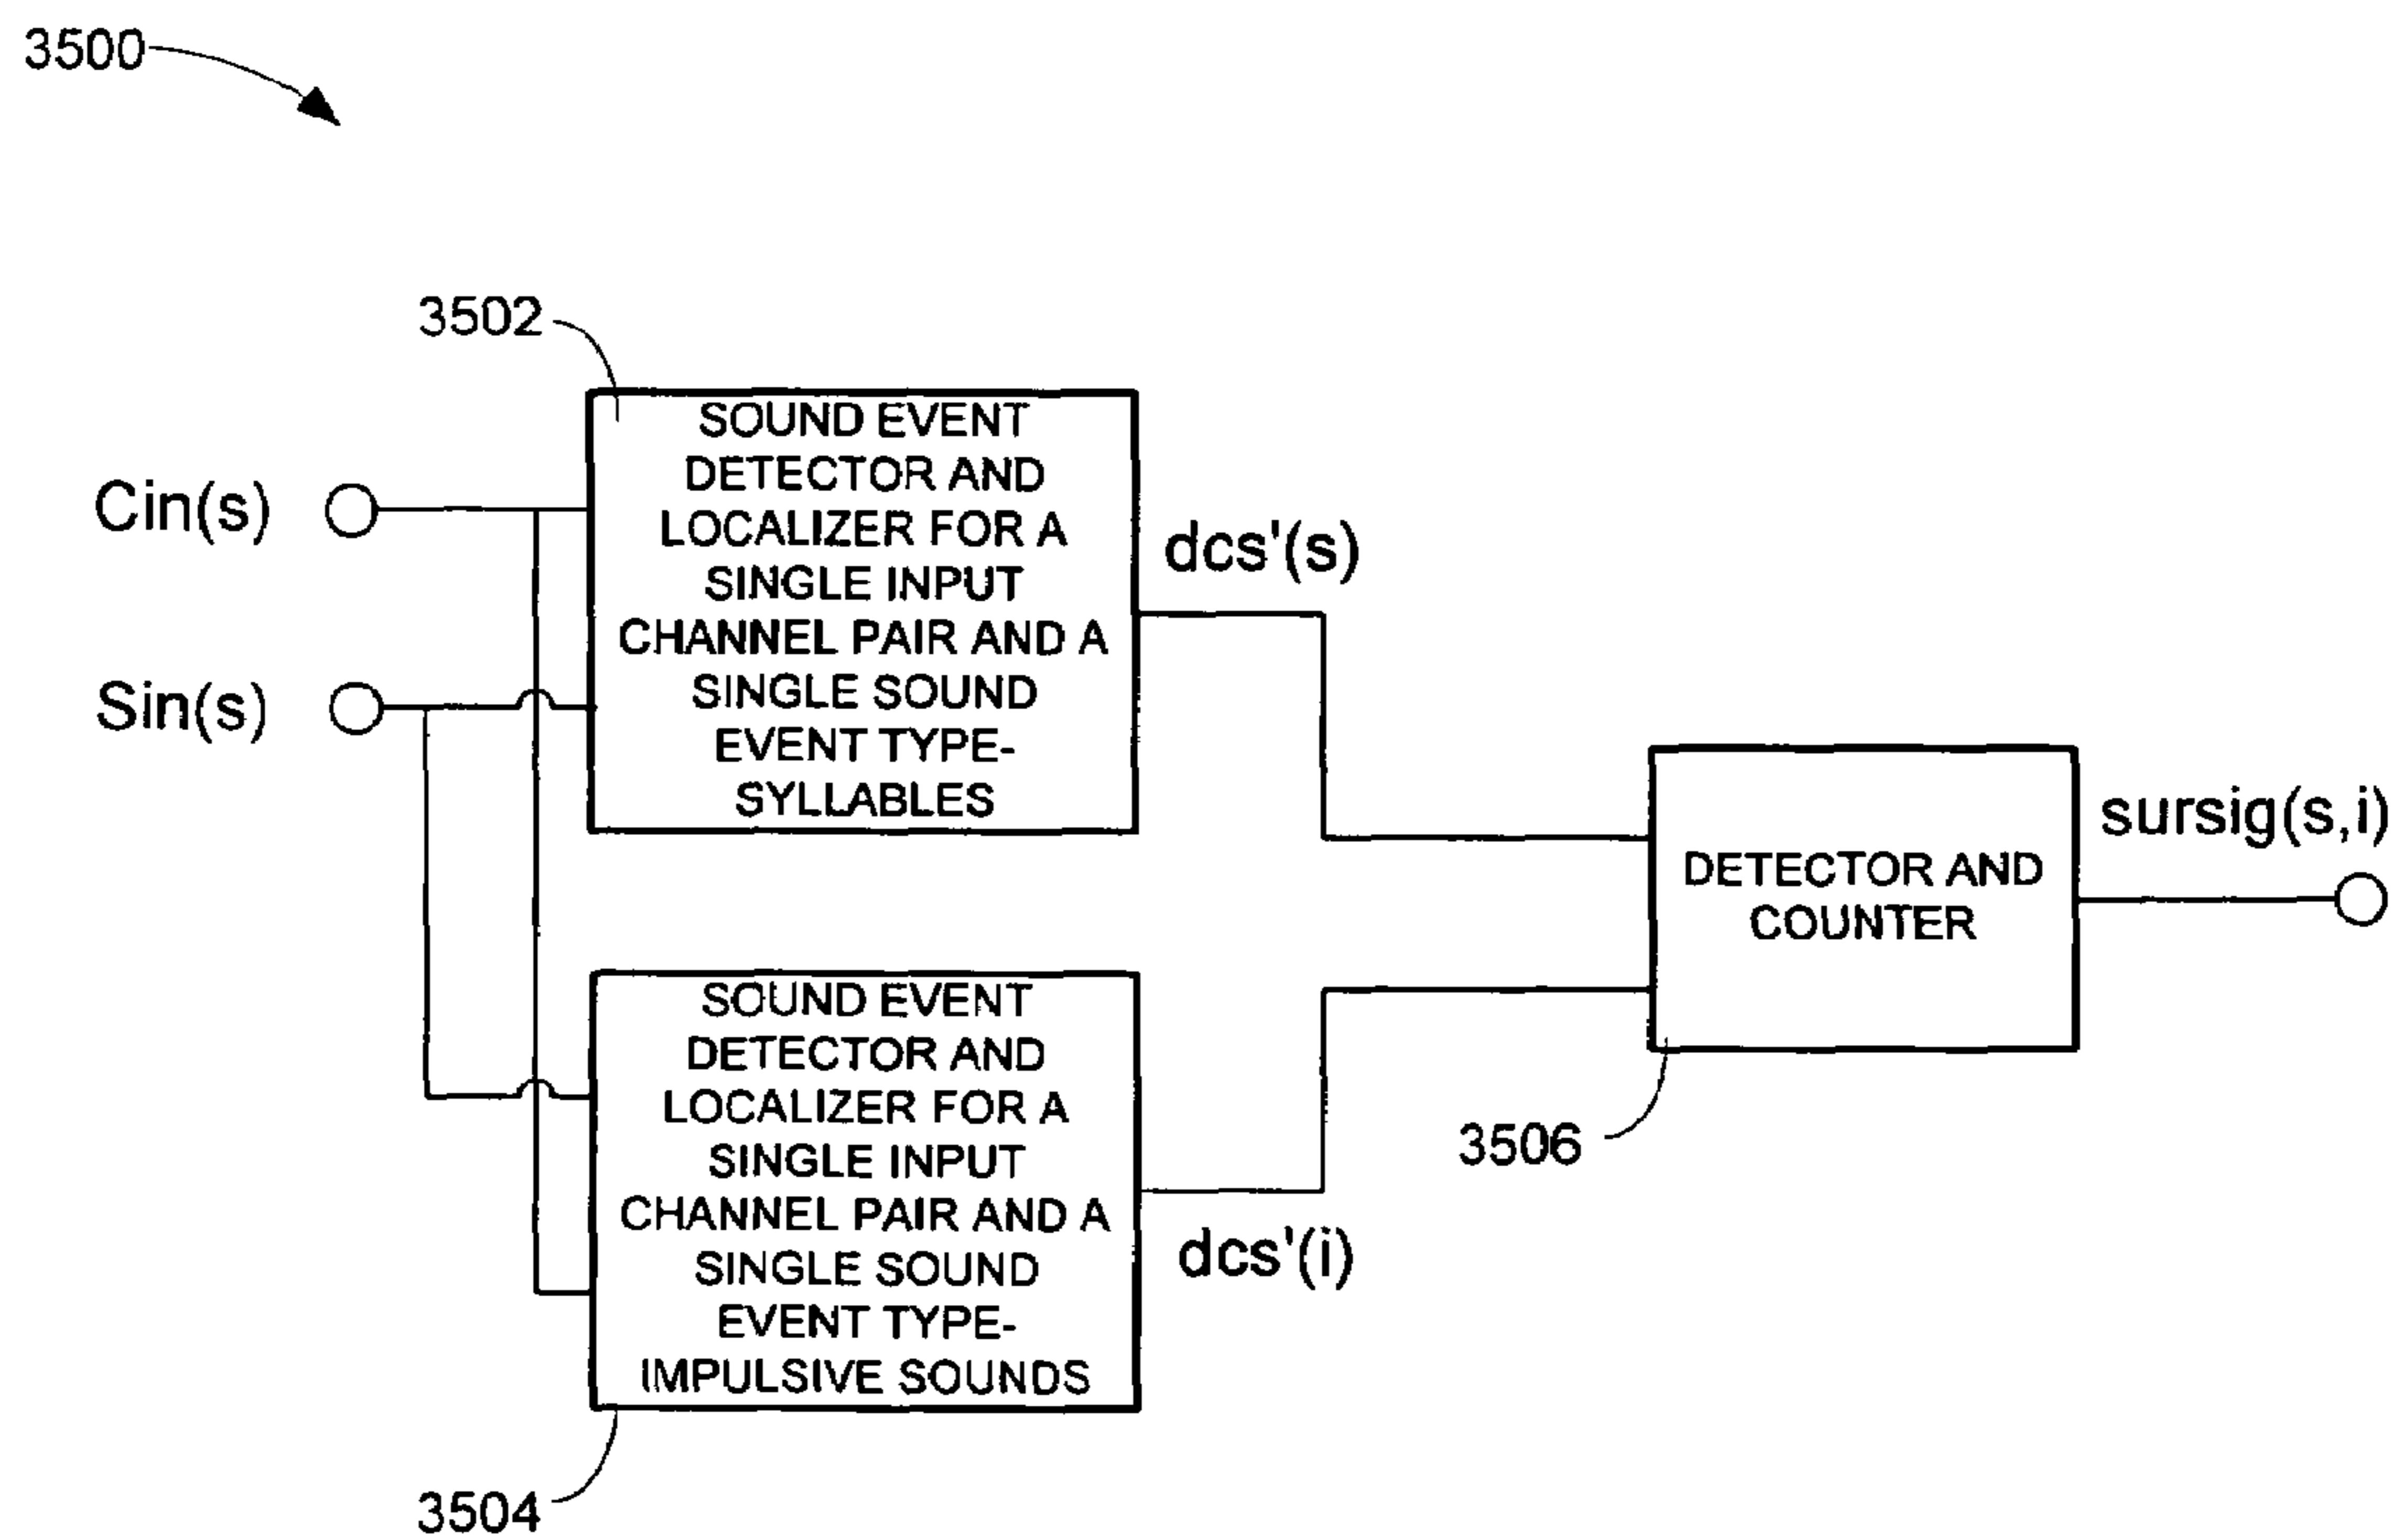 3500
3502
SOUND EVENT
DETECTOR AND
LOCALIZER FOR A
SINGLE INPUT
CHANNEL PAIR AND A
SINGLE SOUND
EVENT TYPE-
SYLLABLES
Cin(s)
Sin(s)
dcs'(s)
DETECTOR AND
COUNTER
sursig(s,i)
3506
SOUND EVENT
DETECTOR AND
LOCALIZER FOR A
SINGLE INPUT
CHANNEL PAIR AND A
SINGLE SOUND
EVENT TYPE-
IMPULSIVE SOUNDS
dcs'(i)
3504